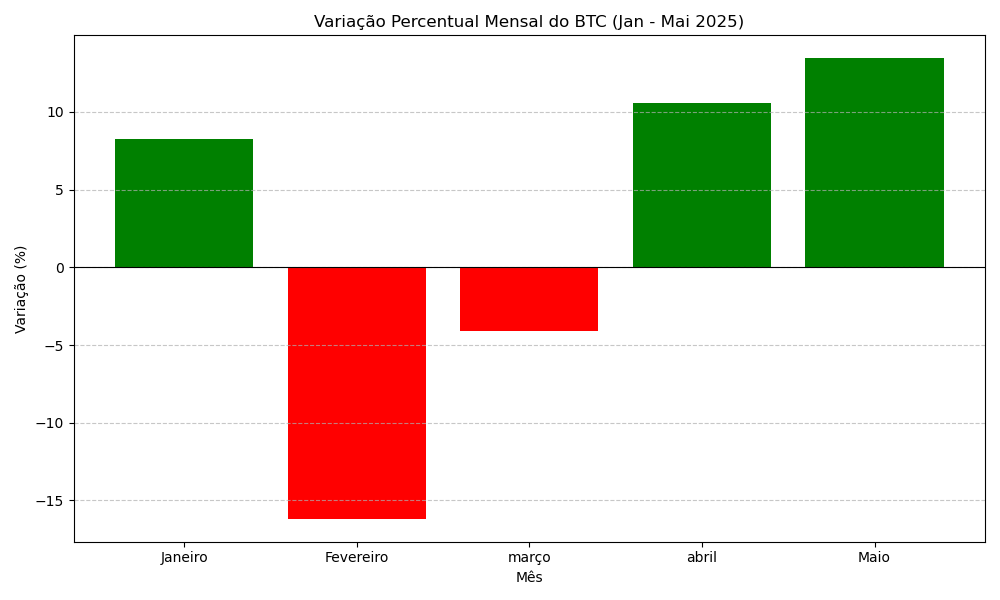 Variação Percentual Mensal do BTC (Jan - Mai 2025)
Variação (%)
10
5
0
−5
−10
−15
Janeiro Fevereiro março abril Maio
Mês